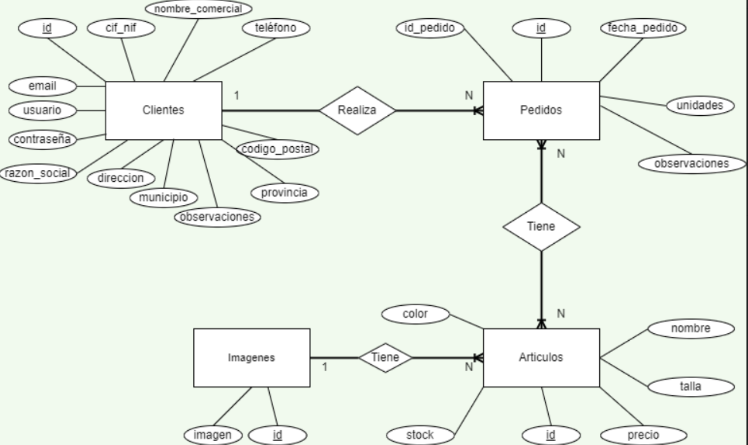 nombre_comercial
id
cif_nif
teléfono
id_pedido
id
fecha_pedido
email
usuario
contraseña
razon_social
Clientes
1
Realiza
N
Pedidos
unidades
observaciones
direccion
municipio
observaciones
provincia
codigo_postal
N
Tiene
N
color
Imagenes
1
Tiene
N
Articulos
nombre
talla
imagen
id
stock
id
precio